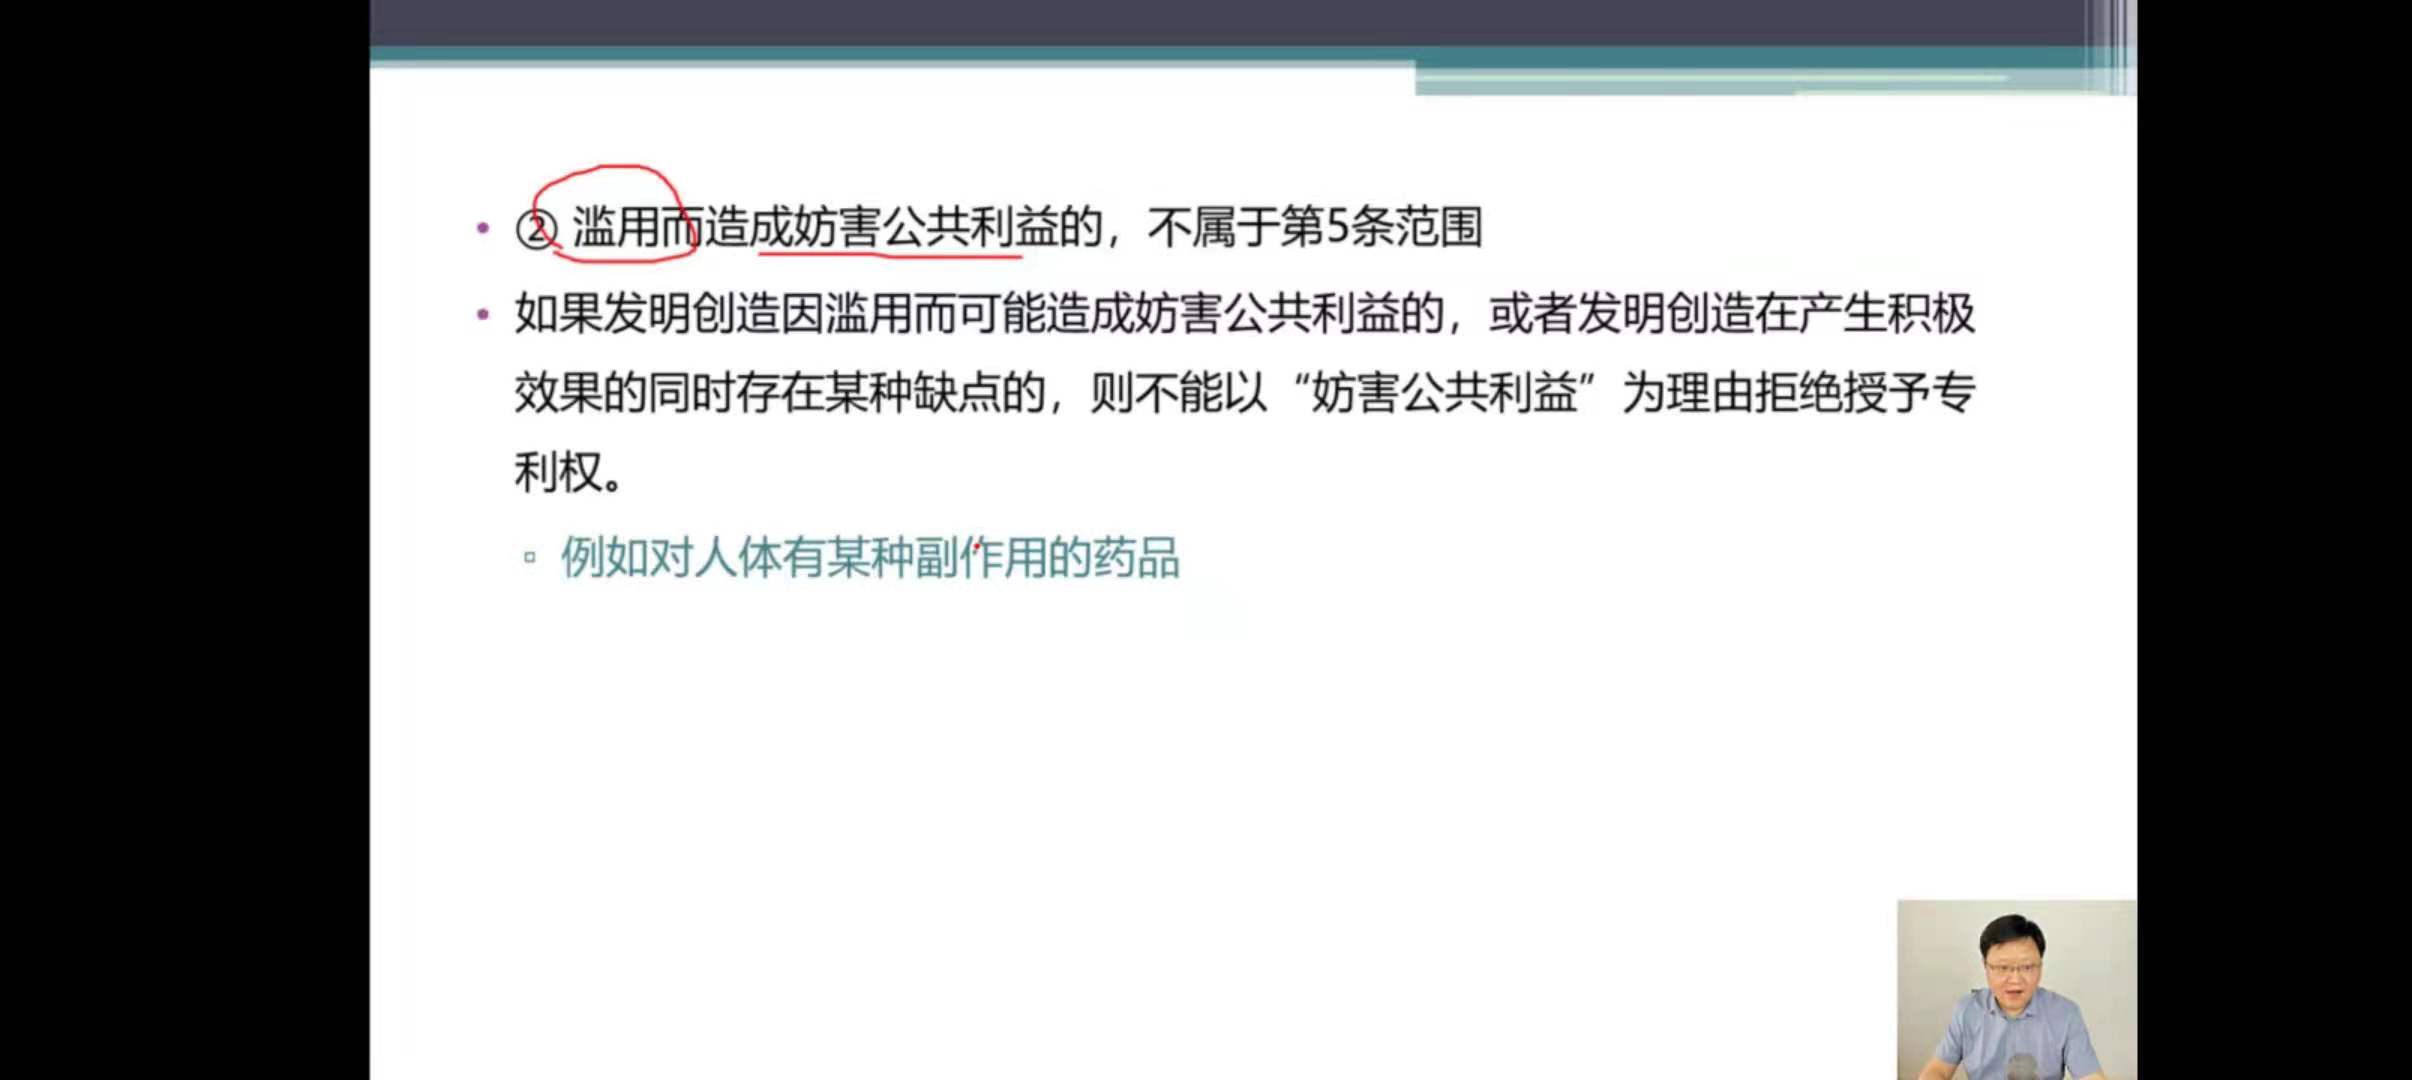 ② 滥用而造成妨害公共利益的，不属于第5条范围
如果发明创造因滥用而可能造成妨害公共利益的，或者发明创造在产生积极
效果的同时存在某种缺点的，则不能以“妨害公共利益”为理由拒绝授予专
利权。
例如对人体有某种副作用的药品